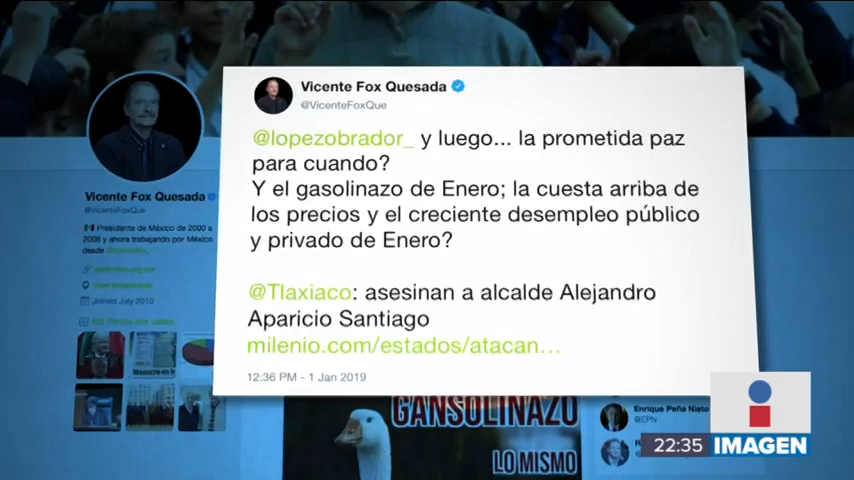 Vicente Fox Quesada
@VicenteFoxQue
@lopezobrador_ y luego... la prometida paz
para cuando?
Y el gasolinazo de Enero; la cuesta arriba de
los precios y el creciente desempleo público
y privado de Enero?
@Tlaxiaco: asesinan a alcalde Alejandro
Aparicio Santiago
milenio.com/estados/atacan...
12:36 PM - 1 Jan 2019
Vicente Fox Quesada
@VicenteFoxQue
Presidente de México de 2000 a
2006 y ahora trabajando por México
desde
Joined July 2010
GANSOLINAZO
LO MISMO
Enrique Peña Nieto
@EPN
22:35
IMAGEN